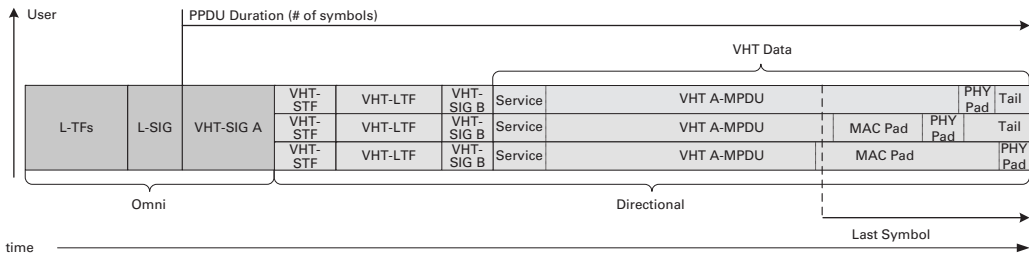 User
PPDU Duration (# of symbols)
VHT Data
L-TFs
L-SIG
VHT-SIG A
VHT-
STF
VHT-LTF
VHT-
SIG B
Service
VHT A-MPDU
PHY
Pad
Tail
VHT-
STF
VHT-LTF
VHT-
SIG B
Service
VHT A-MPDU
MAC Pad
PHY
Pad
Tail
VHT-
STF
VHT-LTF
VHT-
SIG B
Service
VHT A-MPDU
MAC Pad
PHY
Pad
Omni
Directional
Last Symbol
time